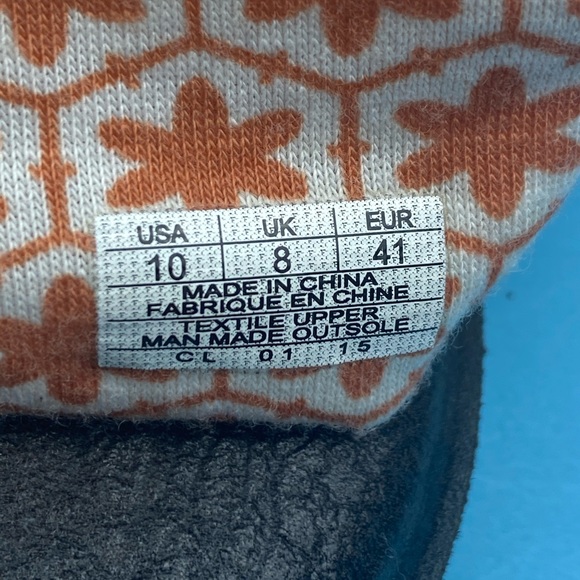 USA UK EUR
10 8 41
MADE IN CHINA
FABRIQUE EN CHINE
TEXTILE UPPER
MAN MADE OUTSOLE
CL 01 15